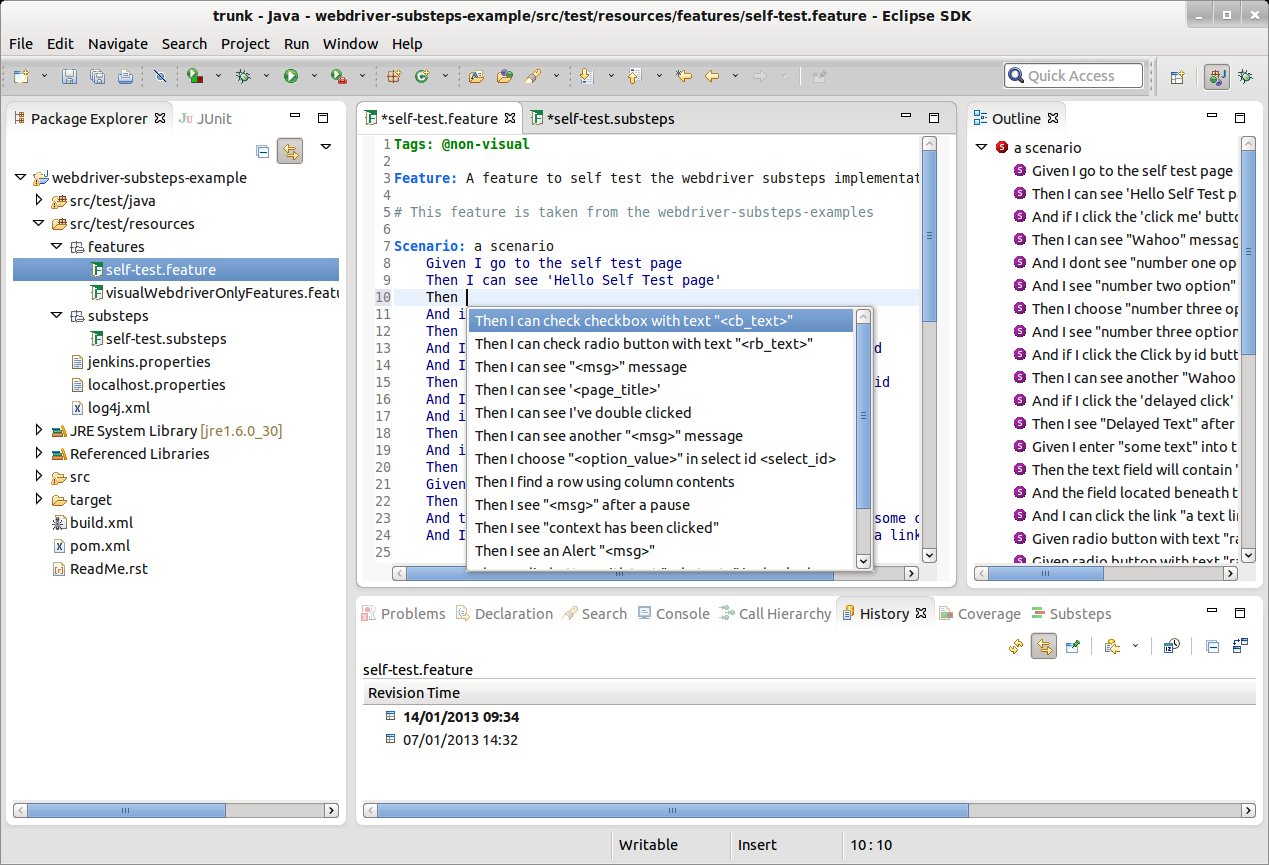 trunk - Java - webdriver-substeps-example/src/test/resources/features/self-test.feature - Eclipse SDK
File Edit Navigate Search Project Run Window Help
Quick Access
Package Explorer
JUnit
webdriver-substeps-example
src/test/java
src/test/resources
features
self-test.feature
visualWebdriverOnlyFeatures.featu
substeps
self-test.substeps
jenkins.properties
localhost.properties
log4j.xml
JRE System Library [jre1.6.0_30]
Referenced Libraries
src
target
build.xml
pom.xml
ReadMe.rst
*self-test.feature
*self-test.substeps
1 Tags: @non-visual
2
3 Feature: A feature to self test the webdriver substeps implementat
4
5 # This feature is taken from the webdriver-substeps-examples
6
7 Scenario: a scenario
8 Given I go to the self test page
9 Then I can see 'Hello Self Test page'
10 Then
11 And i
12 Then
13 And I d
14 And I
15 Then id
16 And I
17 And i
18 Then
19 And i
20 Then
21 Given
22 Then
23 And t some c
24 And I a link
25
Then I can check checkbox with text "<cb_text>"
Then I can check radio button with text "<rb_text>"
Then I can see "<msg>" message
Then I can see '<page_title>'
Then I can see I've double clicked
Then I can see another "<msg>" message
Then I choose "<option_value>" in select id <select_id>
Then I find a row using column contents
Then I see "<msg>" after a pause
Then I see "context has been clicked"
Then I see an Alert "<msg>"
Outline
a scenario
Given I go to the self test page
Then I can see 'Hello Self Test p
And if I click the 'click me' butto
Then I can see "Wahoo" messag
And I dont see "number one op
And I see "number two option"
Then I choose "number three op
And I see "number three option
And if I click the Click by id butt
Then I can see another "Wahoo
And if I click the 'delayed click'
Then I see "Delayed Text" after
Given I enter "some text" into t
Then the text field will contain '
And the field located beneath t
And I can click the link "a text li
Given radio button with text "ra
Given radio button with text "ra
Problems
Declaration
Search
Console
Call Hierarchy
History
Coverage
Substeps
self-test.feature
Revision Time
14/01/2013 09:34
07/01/2013 14:32
Writable
Insert
10 : 10